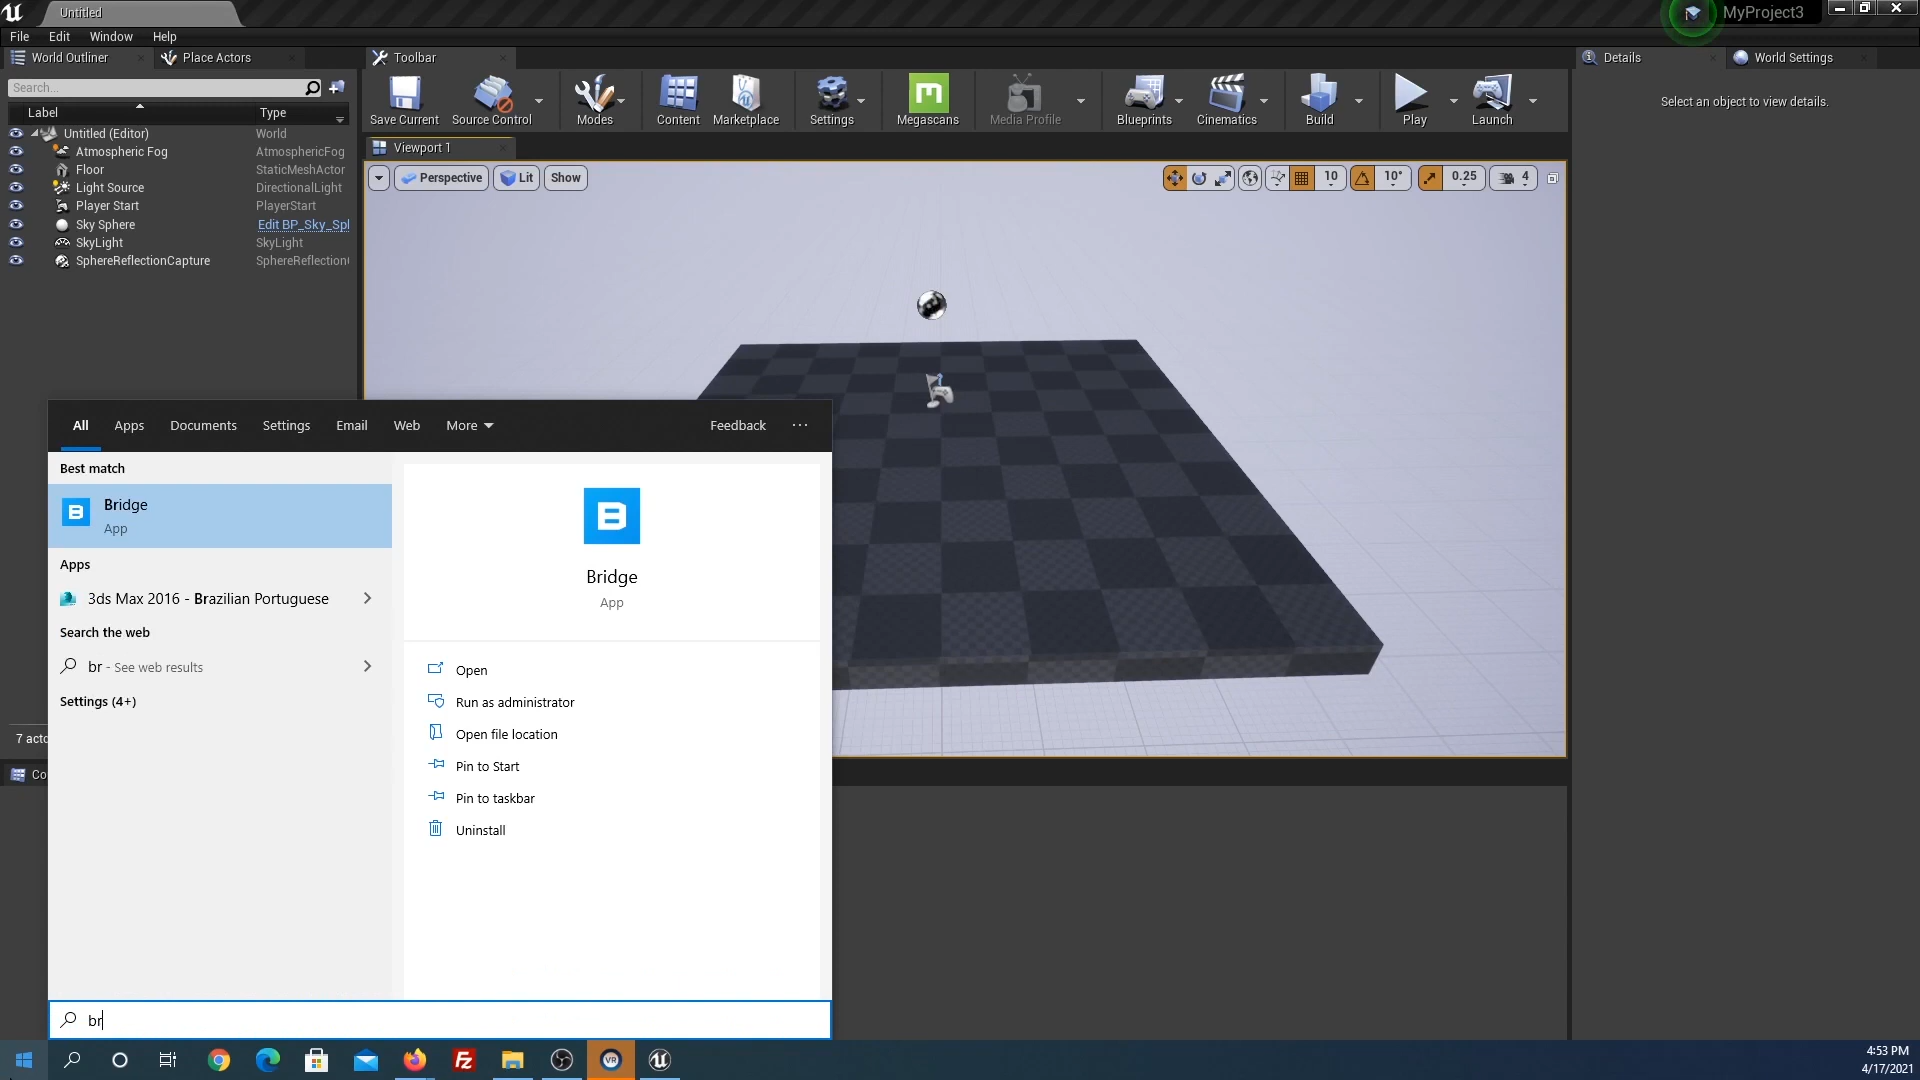 Untitled
MyProject3
File Edit Window Help
World Outliner
Place Actors
Toolbar
Details
World Settings
Search...
Label Type
Untitled (Editor) World
Atmospheric Fog AtmosphericFog
Floor StaticMeshActor
Light Source DirectionalLight
Player Start PlayerStart
Sky Sphere Edit BP_Sky_Spl
SkyLight SkyLight
SphereReflectionCapture SphereReflection
7 acto
Co
Save Current
Source Control
Modes
Content
Marketplace
Settings
Megascans
Media Profile
Blueprints
Cinematics
Build
Play
Launch
Select an object to view details.
Viewport 1
Perspective Lit Show
10 10° 0.25 4
All Apps Documents Settings Email Web More Feedback ...
Best match
Bridge
App
Apps
3ds Max 2016 - Brazilian Portuguese
Search the web
br - See web results
Settings (4+)
Bridge
App
Open
Run as administrator
Open file location
Pin to Start
Pin to taskbar
Uninstall
br
Fz
VR
4:53 PM
4/17/2021